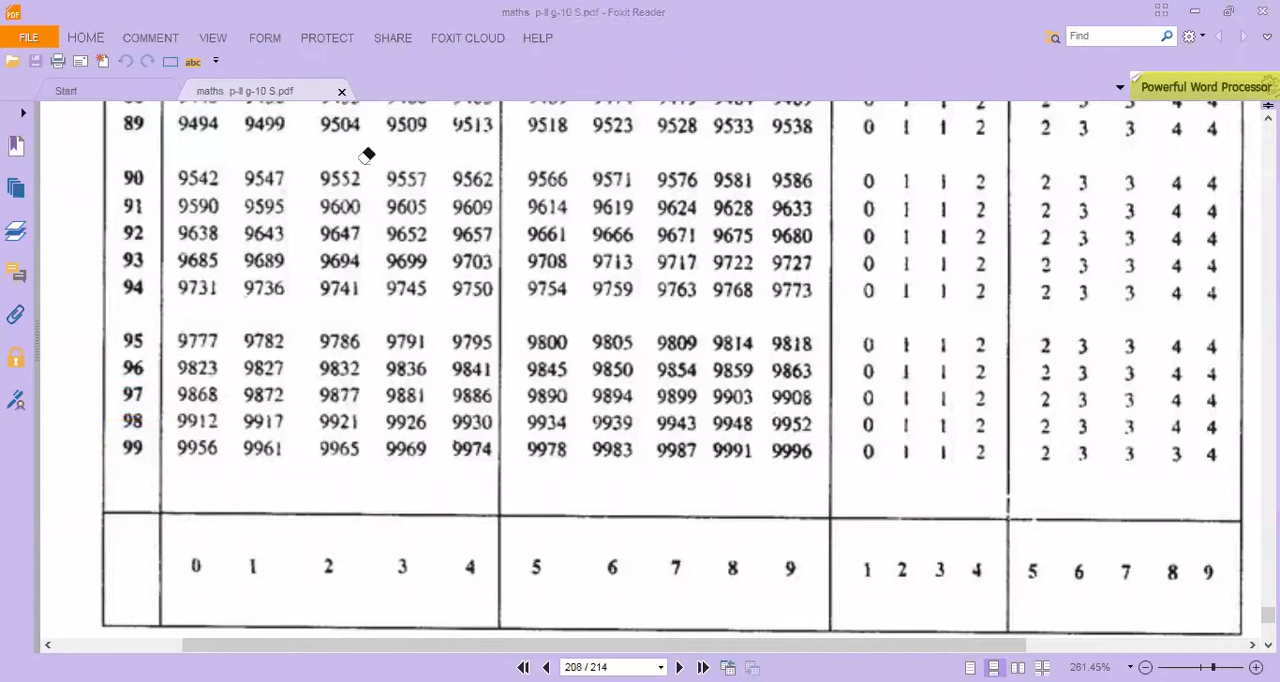 maths p-ll g-10 S.pdf - Foxit Reader
FILE HOME COMMENT VIEW FORM PROTECT SHARE FOXIT CLOUD HELP Find
abc
Start maths p-ll g-10 S.pdf Powerful Word Processor
89 9494 9499 9504 9509 9513 9518 9523 9528 9533 9538 0 1 1 2 2 3 3 4 4
90 9542 9547 9552 9557 9562 9566 9571 9576 9581 9586 0 1 1 2 2 3 3 4 4
91 9590 9595 9600 9605 9609 9614 9619 9624 9628 9633 0 1 1 2 2 3 3 4 4
92 9638 9643 9647 9652 9657 9661 9666 9671 9675 9680 0 1 1 2 2 3 3 4 4
93 9685 9689 9694 9699 9703 9708 9713 9717 9722 9727 0 1 1 2 2 3 3 4 4
94 9731 9736 9741 9745 9750 9754 9759 9763 9768 9773 0 1 1 2 2 3 3 4 4
95 9777 9782 9786 9791 9795 9800 9805 9809 9814 9818 0 1 1 2 2 3 3 4 4
96 9823 9827 9832 9836 9841 9845 9850 9854 9859 9863 0 1 1 2 2 3 3 4 4
97 9868 9872 9877 9881 9886 9890 9894 9899 9903 9908 0 1 1 2 2 3 3 4 4
98 9912 9917 9921 9926 9930 9934 9939 9943 9948 9952 0 1 1 2 2 3 3 4 4
99 9956 9961 9965 9969 9974 9978 9983 9987 9991 9996 0 1 1 2 2 3 3 3 4
0 1 2 3 4 5 6 7 8 9 1 2 3 4 5 6 7 8 9
208 / 214 261.45%